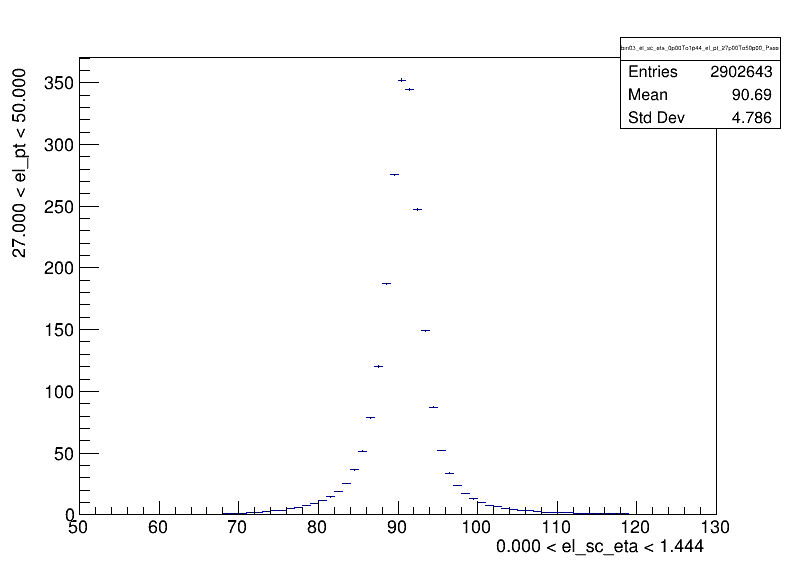 bin03_el_sc_eta_0p00To1p44_el_pt_27p00To50p00_Pass
Entries 2902643
Mean 90.69
Std Dev 4.786
27.000 < el_pt < 50.000
350
300
250
200
150
100
50
0
50 60 70 80 90 100 110 120 130
0.000 < el_sc_eta < 1.444